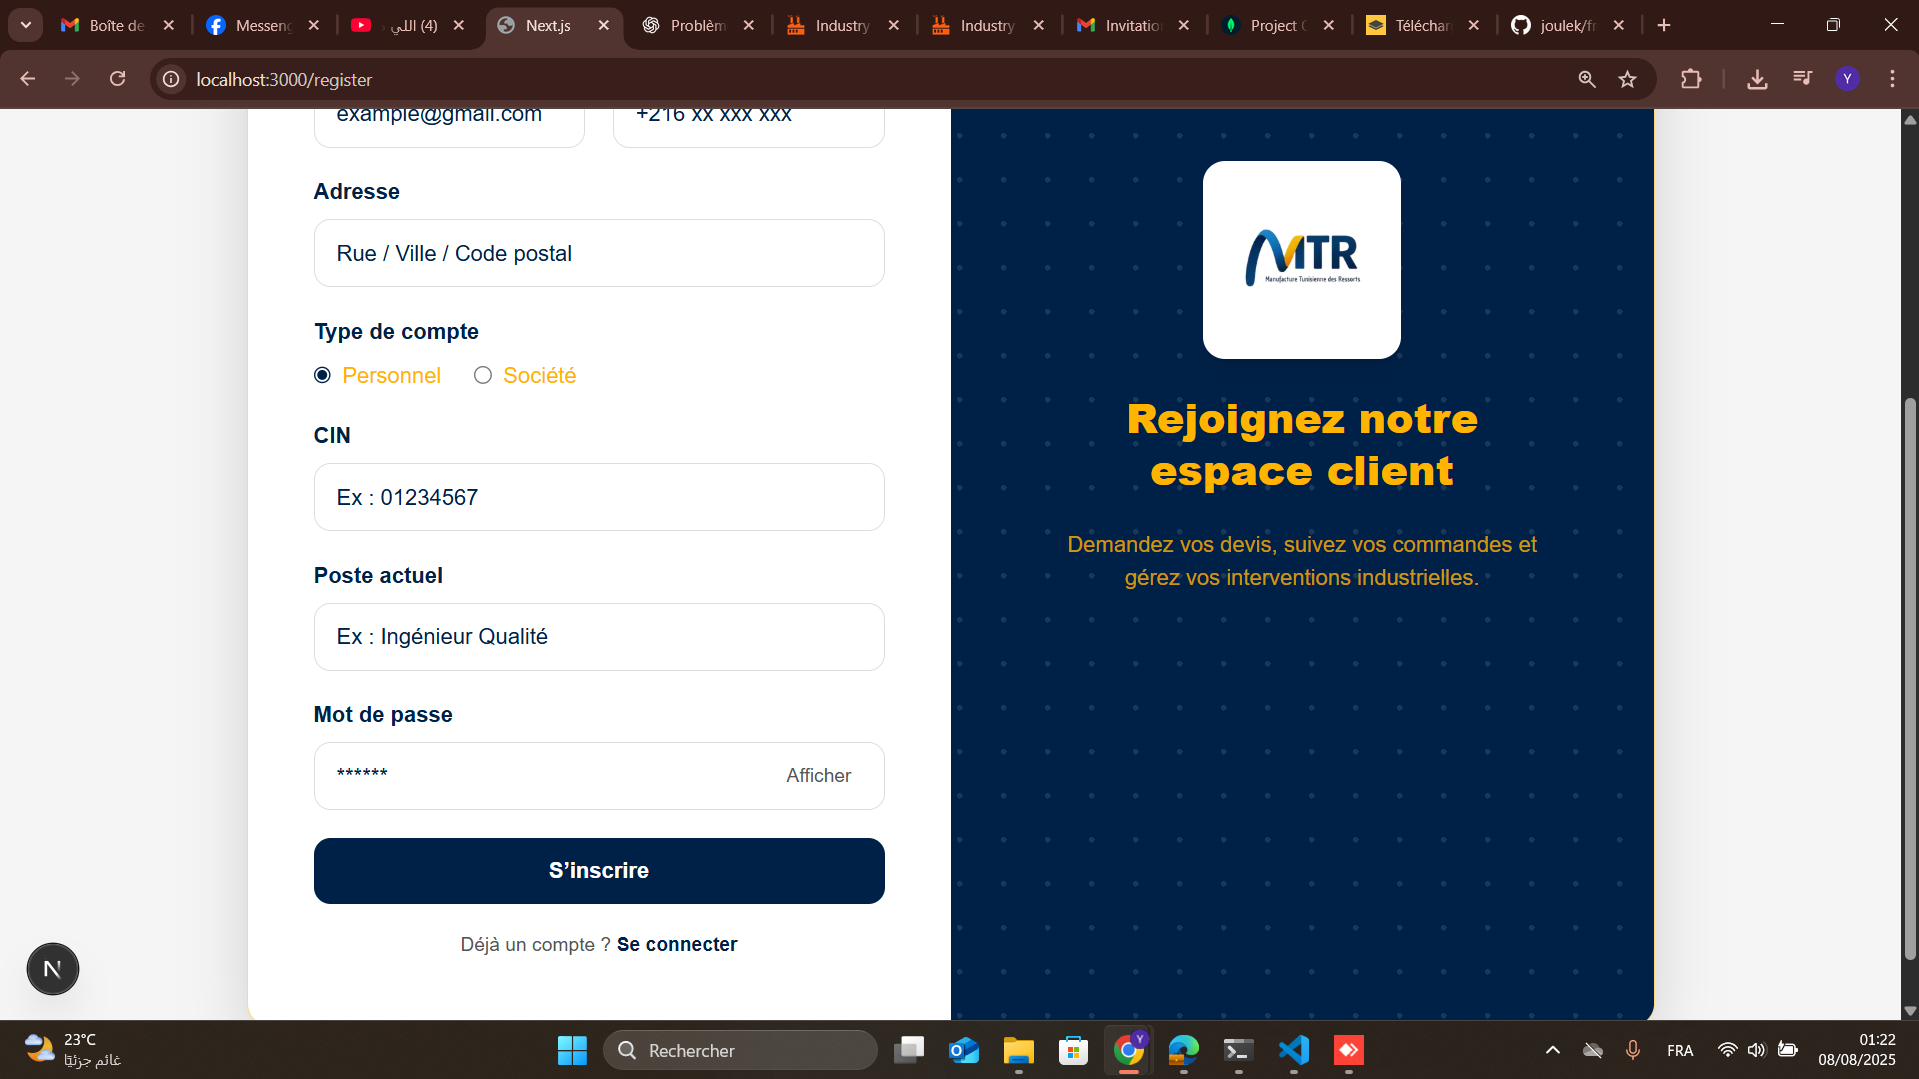 Boîte de
Messeng
(4) اللي
Next.js
Problèm
Industry
Industry
Invitatio
Project
Téléchar
joulek/fr
localhost:3000/register
Y
example@gmail.com
+216 xx xxx xxx
Adresse
Rue / Ville / Code postal
Type de compte
Personnel
Société
CIN
Ex : 01234567
Poste actuel
Ex : Ingénieur Qualité
Mot de passe
******
Afficher
S’inscrire
Déjà un compte ? Se connecter
MTR
Manufacture Tunisienne des Ressorts
Rejoignez notre
espace client
Demandez vos devis, suivez vos commandes et
gérez vos interventions industrielles.
N
23°C
غائم جزئيًا
Rechercher
Y
FRA
01:22
08/08/2025